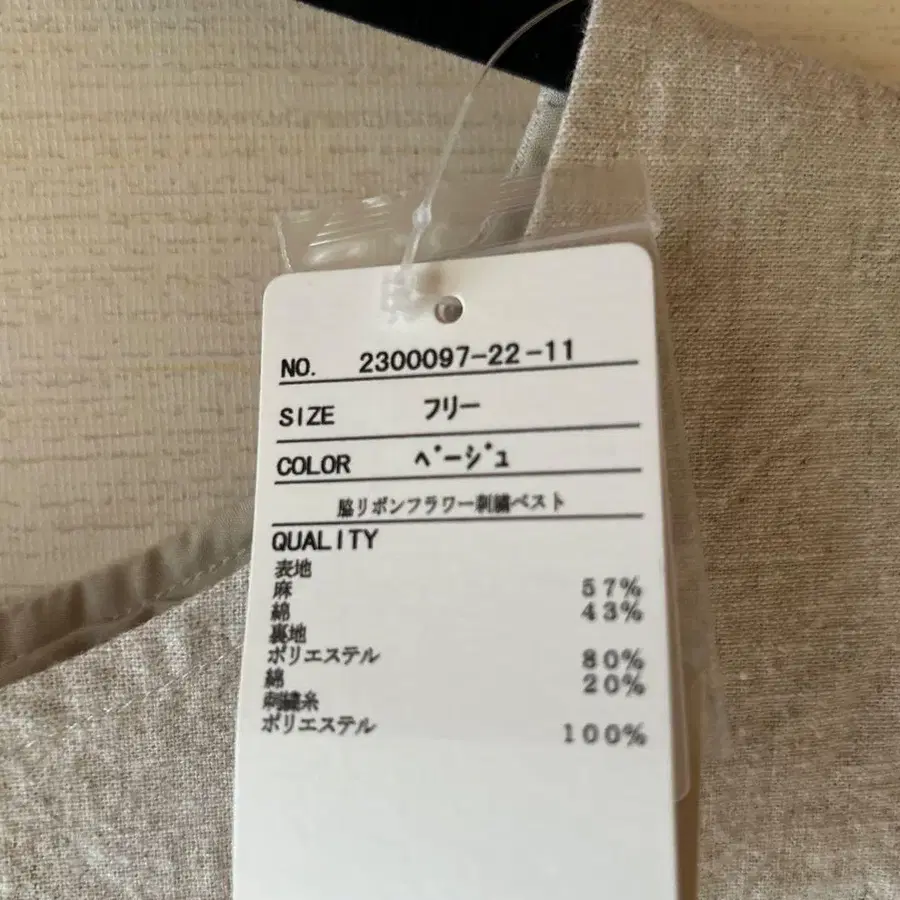 NO. 2300097-22-11
SIZE フリー
COLOR ベージュ
脇リボンフラワー刺繍ベスト
QUALITY
表地
麻 57%
綿 43%
裏地
ポリエステル 80%
綿 20%
刺繍糸
ポリエステル 100%